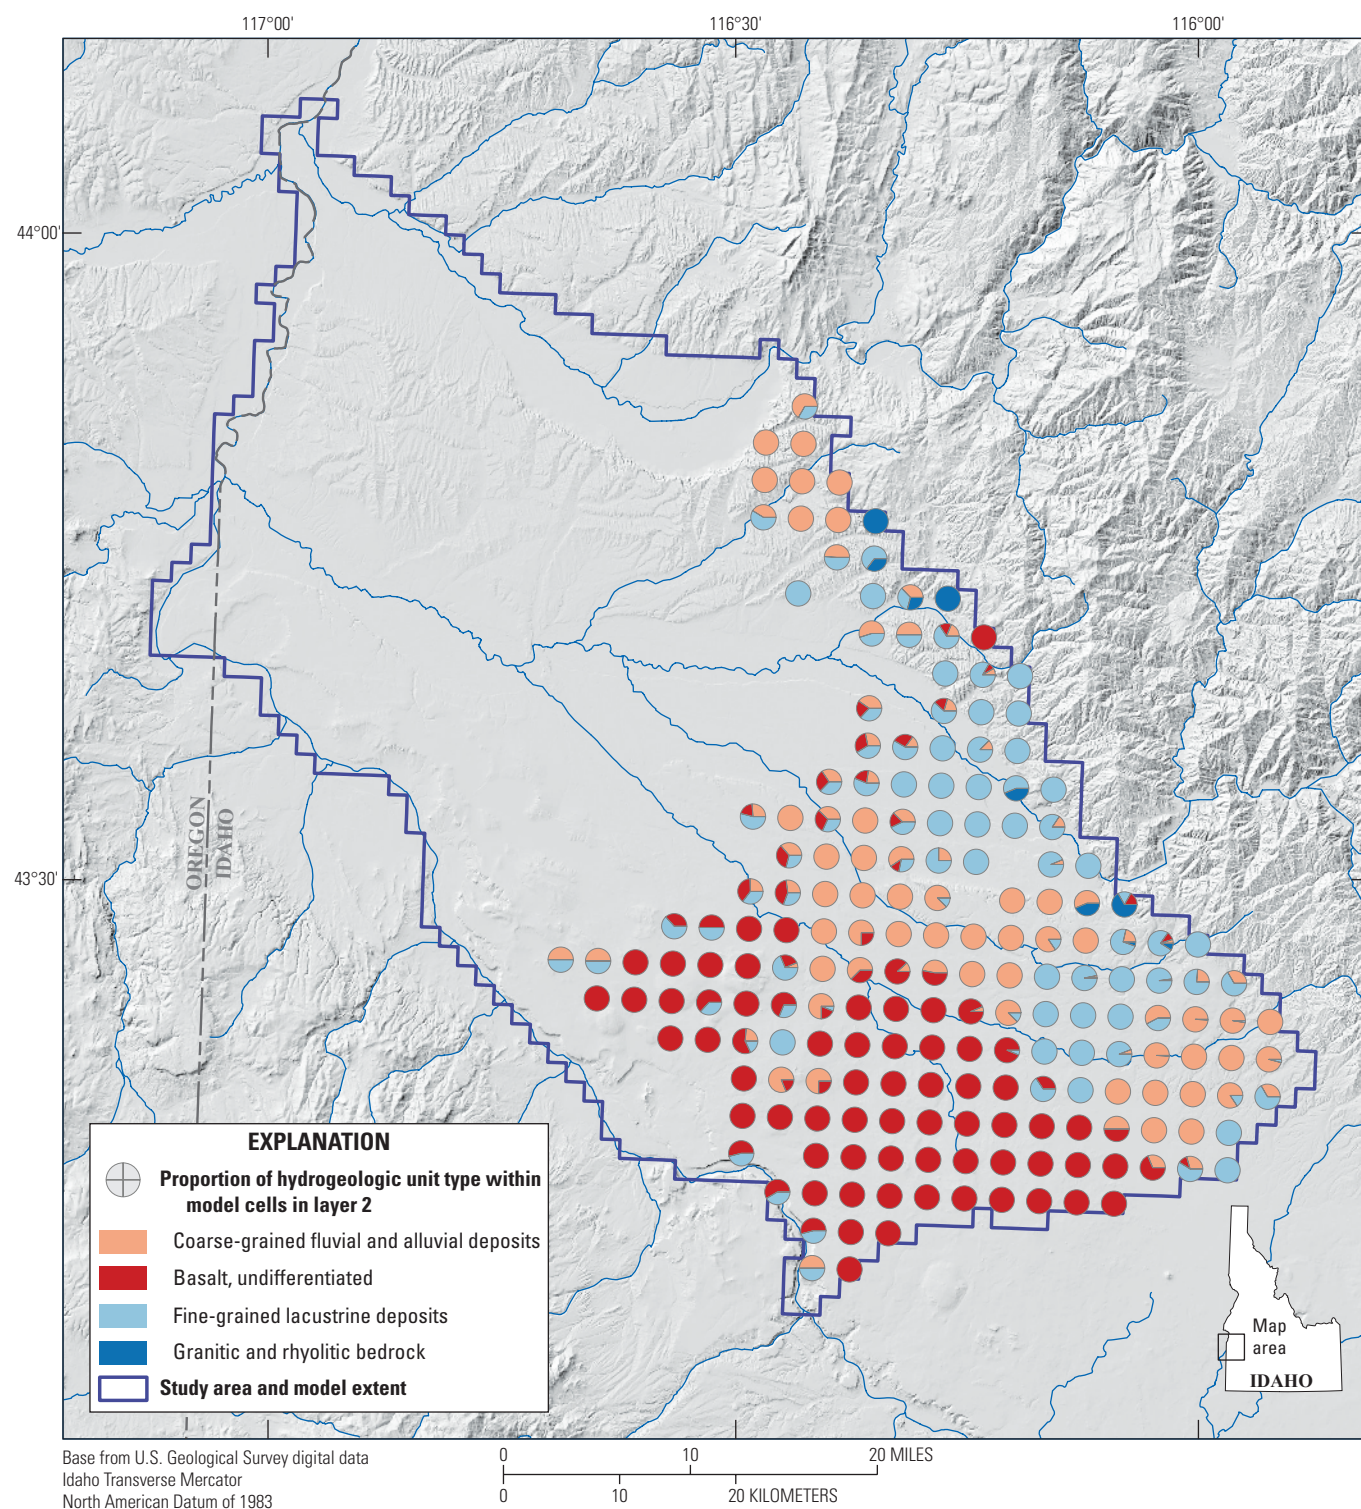 117°00'
116°30'
116°00'
44°00'
43°30'
OREGON
IDAHO
EXPLANATION
Proportion of hydrogeologic unit type within
model cells in layer 2
Coarse-grained fluvial and alluvial deposits
Basalt, undifferentiated
Fine-grained lacustrine deposits
Granitic and rhyolitic bedrock
Study area and model extent
Map
area
IDAHO
Base from U.S. Geological Survey digital data
Idaho Transverse Mercator
North American Datum of 1983
0 10 20 MILES
0 10 20 KILOMETERS